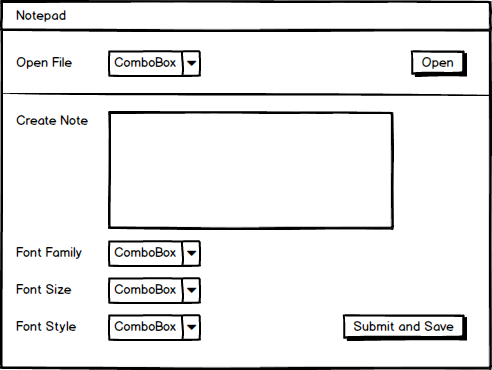 Notepad
Open File ComboBox Open
Create Note
Font Family ComboBox
Font Size ComboBox
Font Style ComboBox Submit and Save